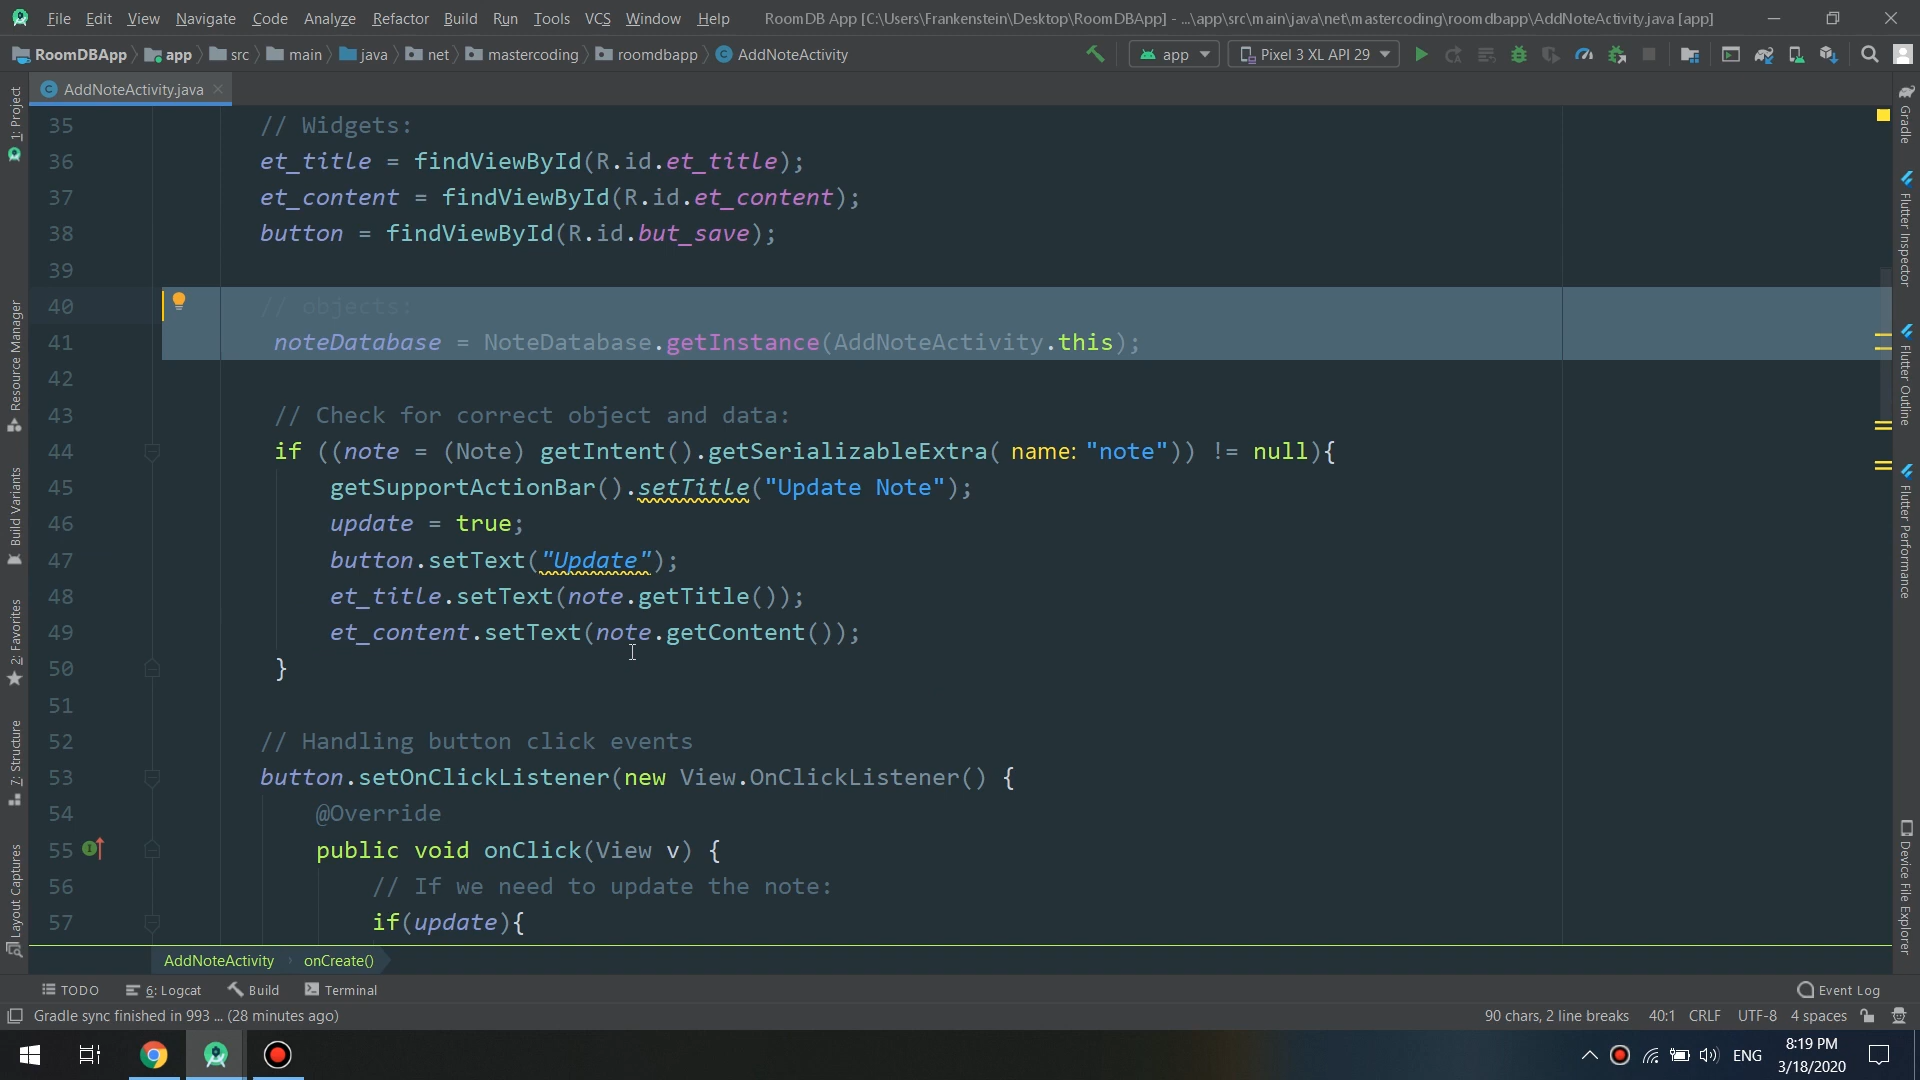 File Edit View Navigate Code Analyze Refactor Build Run Tools VCS Window Help RoomDB App [C:\Users\Frankenstein\Desktop\RoomDBApp] - ...\app\src\main\java\net\mastercoding\roomdbapp\AddNoteActivity.java [app]
RoomDBApp app src main java net mastercoding roomdbapp AddNoteActivity app Pixel 3 XL API 29
AddNoteActivity.java
35 // Widgets:
36 et_title = findViewById(R.id.et_title);
37 et_content = findViewById(R.id.et_content);
38 button = findViewById(R.id.but_save);
39
40 // objects:
41 noteDatabase = NoteDatabase.getInstance(AddNoteActivity.this);
42
43 // Check for correct object and data:
44 if ((note = (Note) getIntent().getSerializableExtra( name: "note")) != null){
45 getSupportActionBar().setTitle("Update Note");
46 update = true;
47 button.setText("Update");
48 et_title.setText(note.getTitle());
49 et_content.setText(note.getContent());
50 }
51
52 // Handling button click events
53 button.setOnClickListener(new View.OnClickListener() {
54 @Override
55 public void onClick(View v) {
56 // If we need to update the note:
57 if(update){
AddNoteActivity onCreate()
1: Project
Resource Manager
Build Variants
2: Favorites
7: Structure
Layout Captures
Gradle
Flutter Inspector
Flutter Outline
Flutter Performance
Device File Explorer
TODO 6: Logcat Build Terminal Event Log
Gradle sync finished in 993 ... (28 minutes ago) 90 chars, 2 line breaks 40:1 CRLF UTF-8 4 spaces
ENG 8:19 PM
3/18/2020